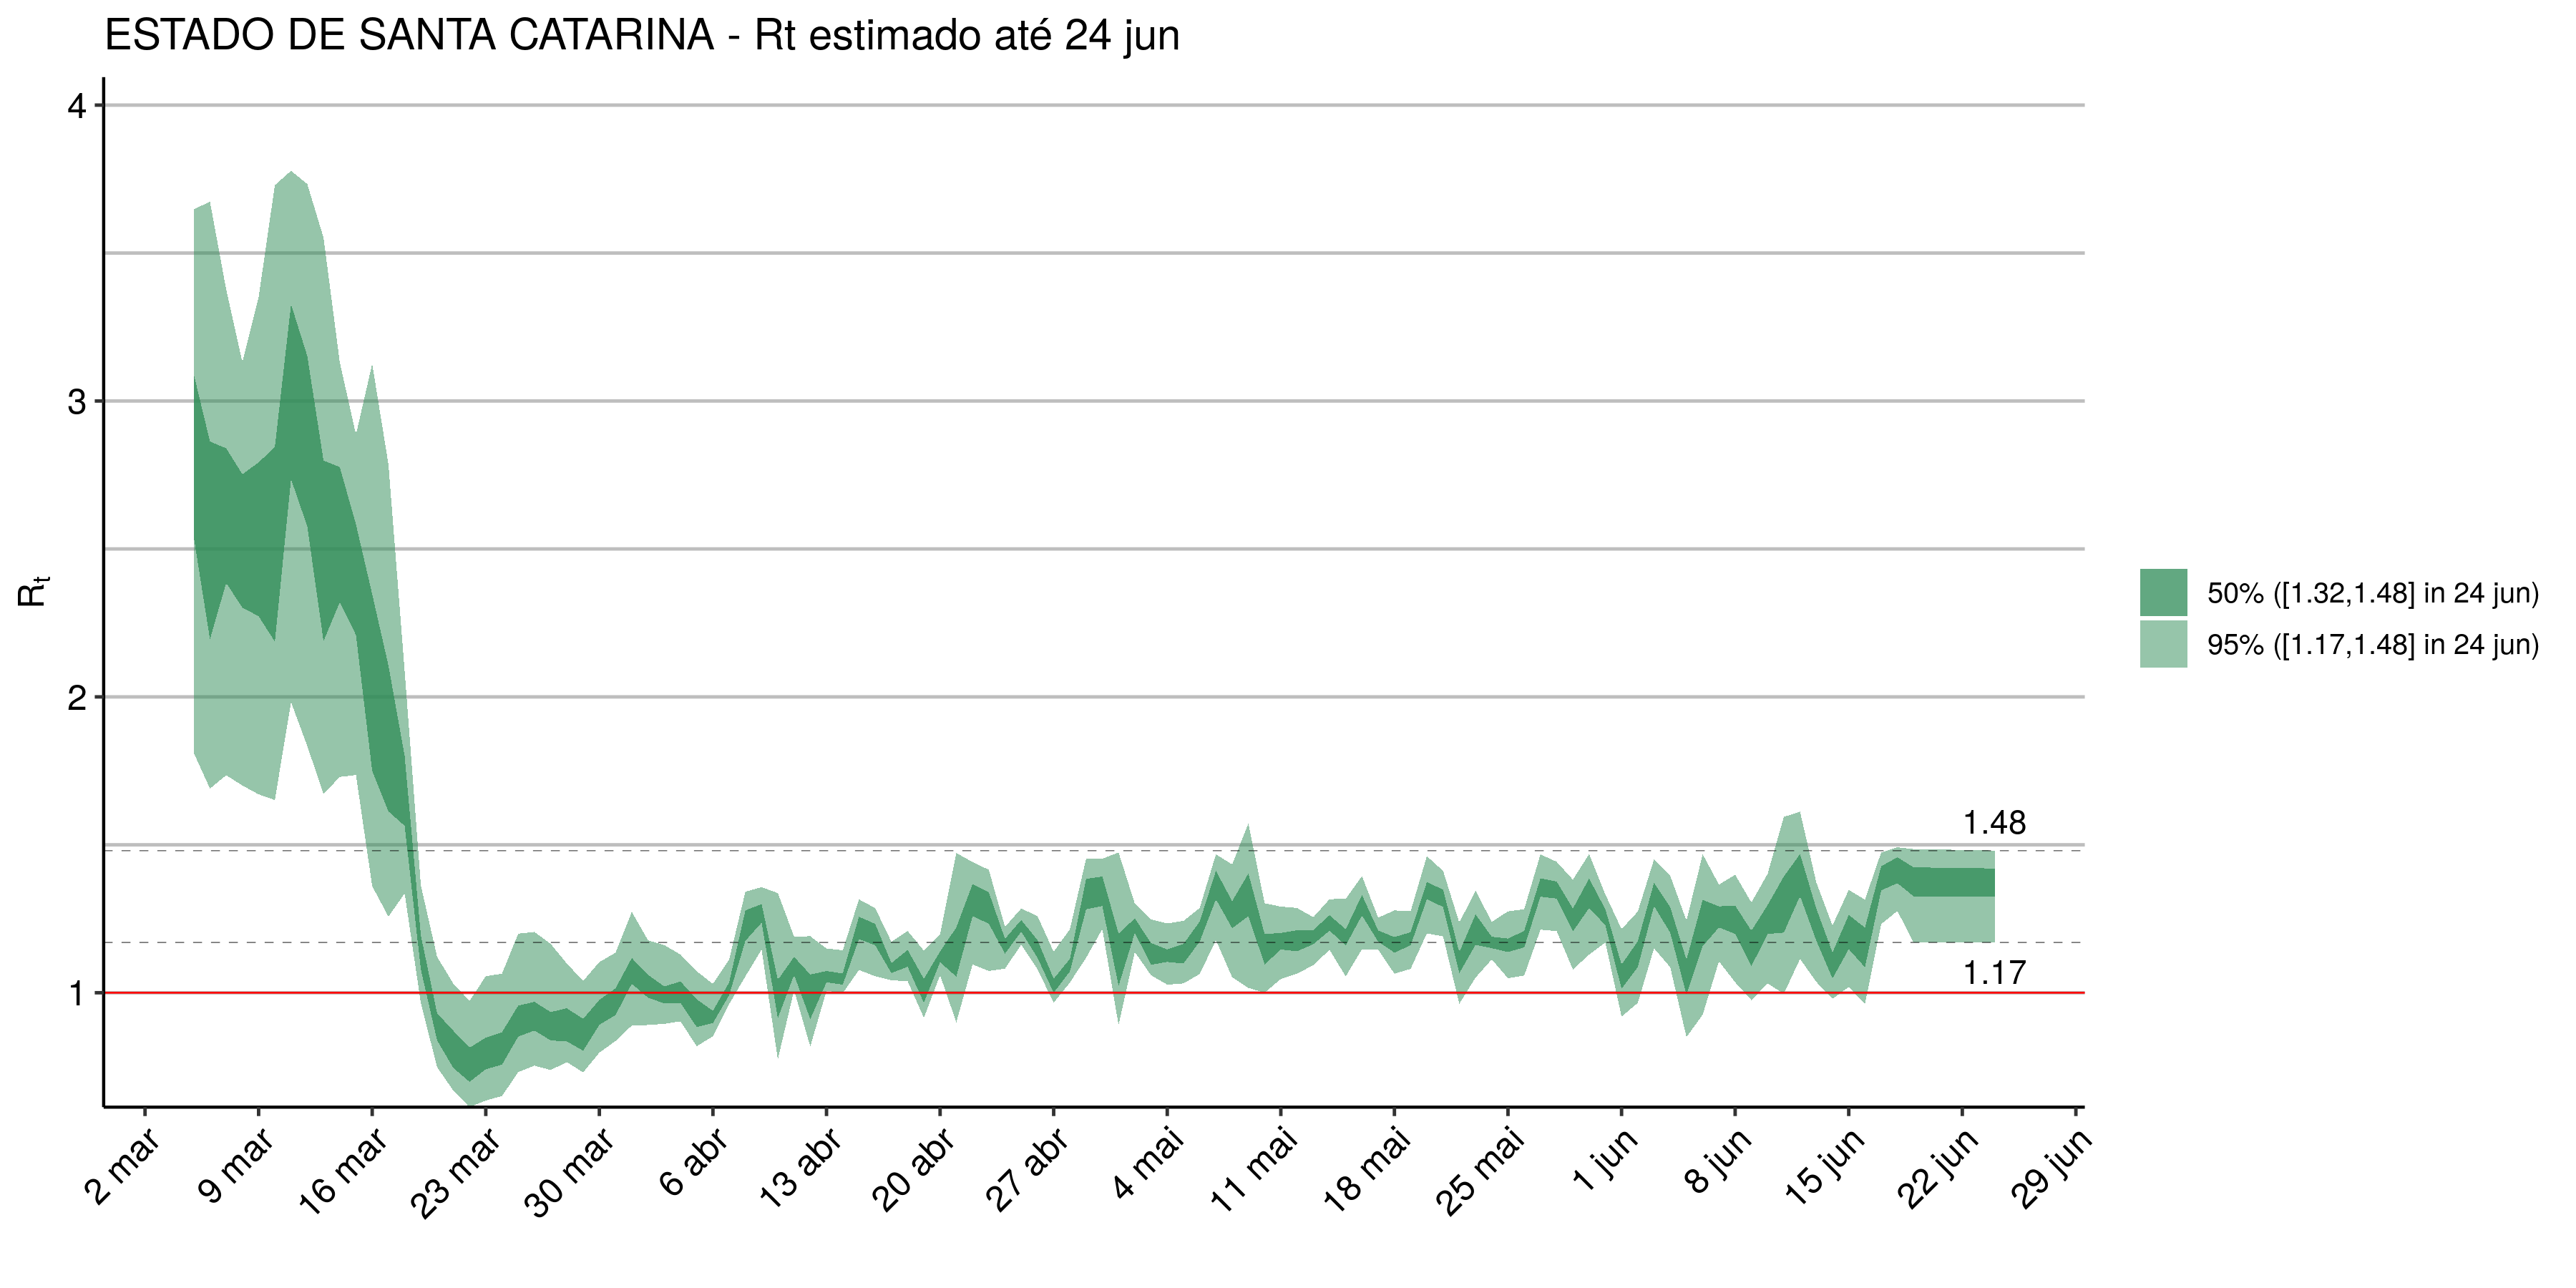 ESTADO DE SANTA CATARINA - Rt estimado até 24 jun
4
3
2
1
Rt
1.48
1.17
50% ([1.32,1.48] in 24 jun)
95% ([1.17,1.48] in 24 jun)
2 mar
9 mar
16 mar
23 mar
30 mar
6 abr
13 abr
20 abr
27 abr
4 mai
11 mai
18 mai
25 mai
1 jun
8 jun
15 jun
22 jun
29 jun